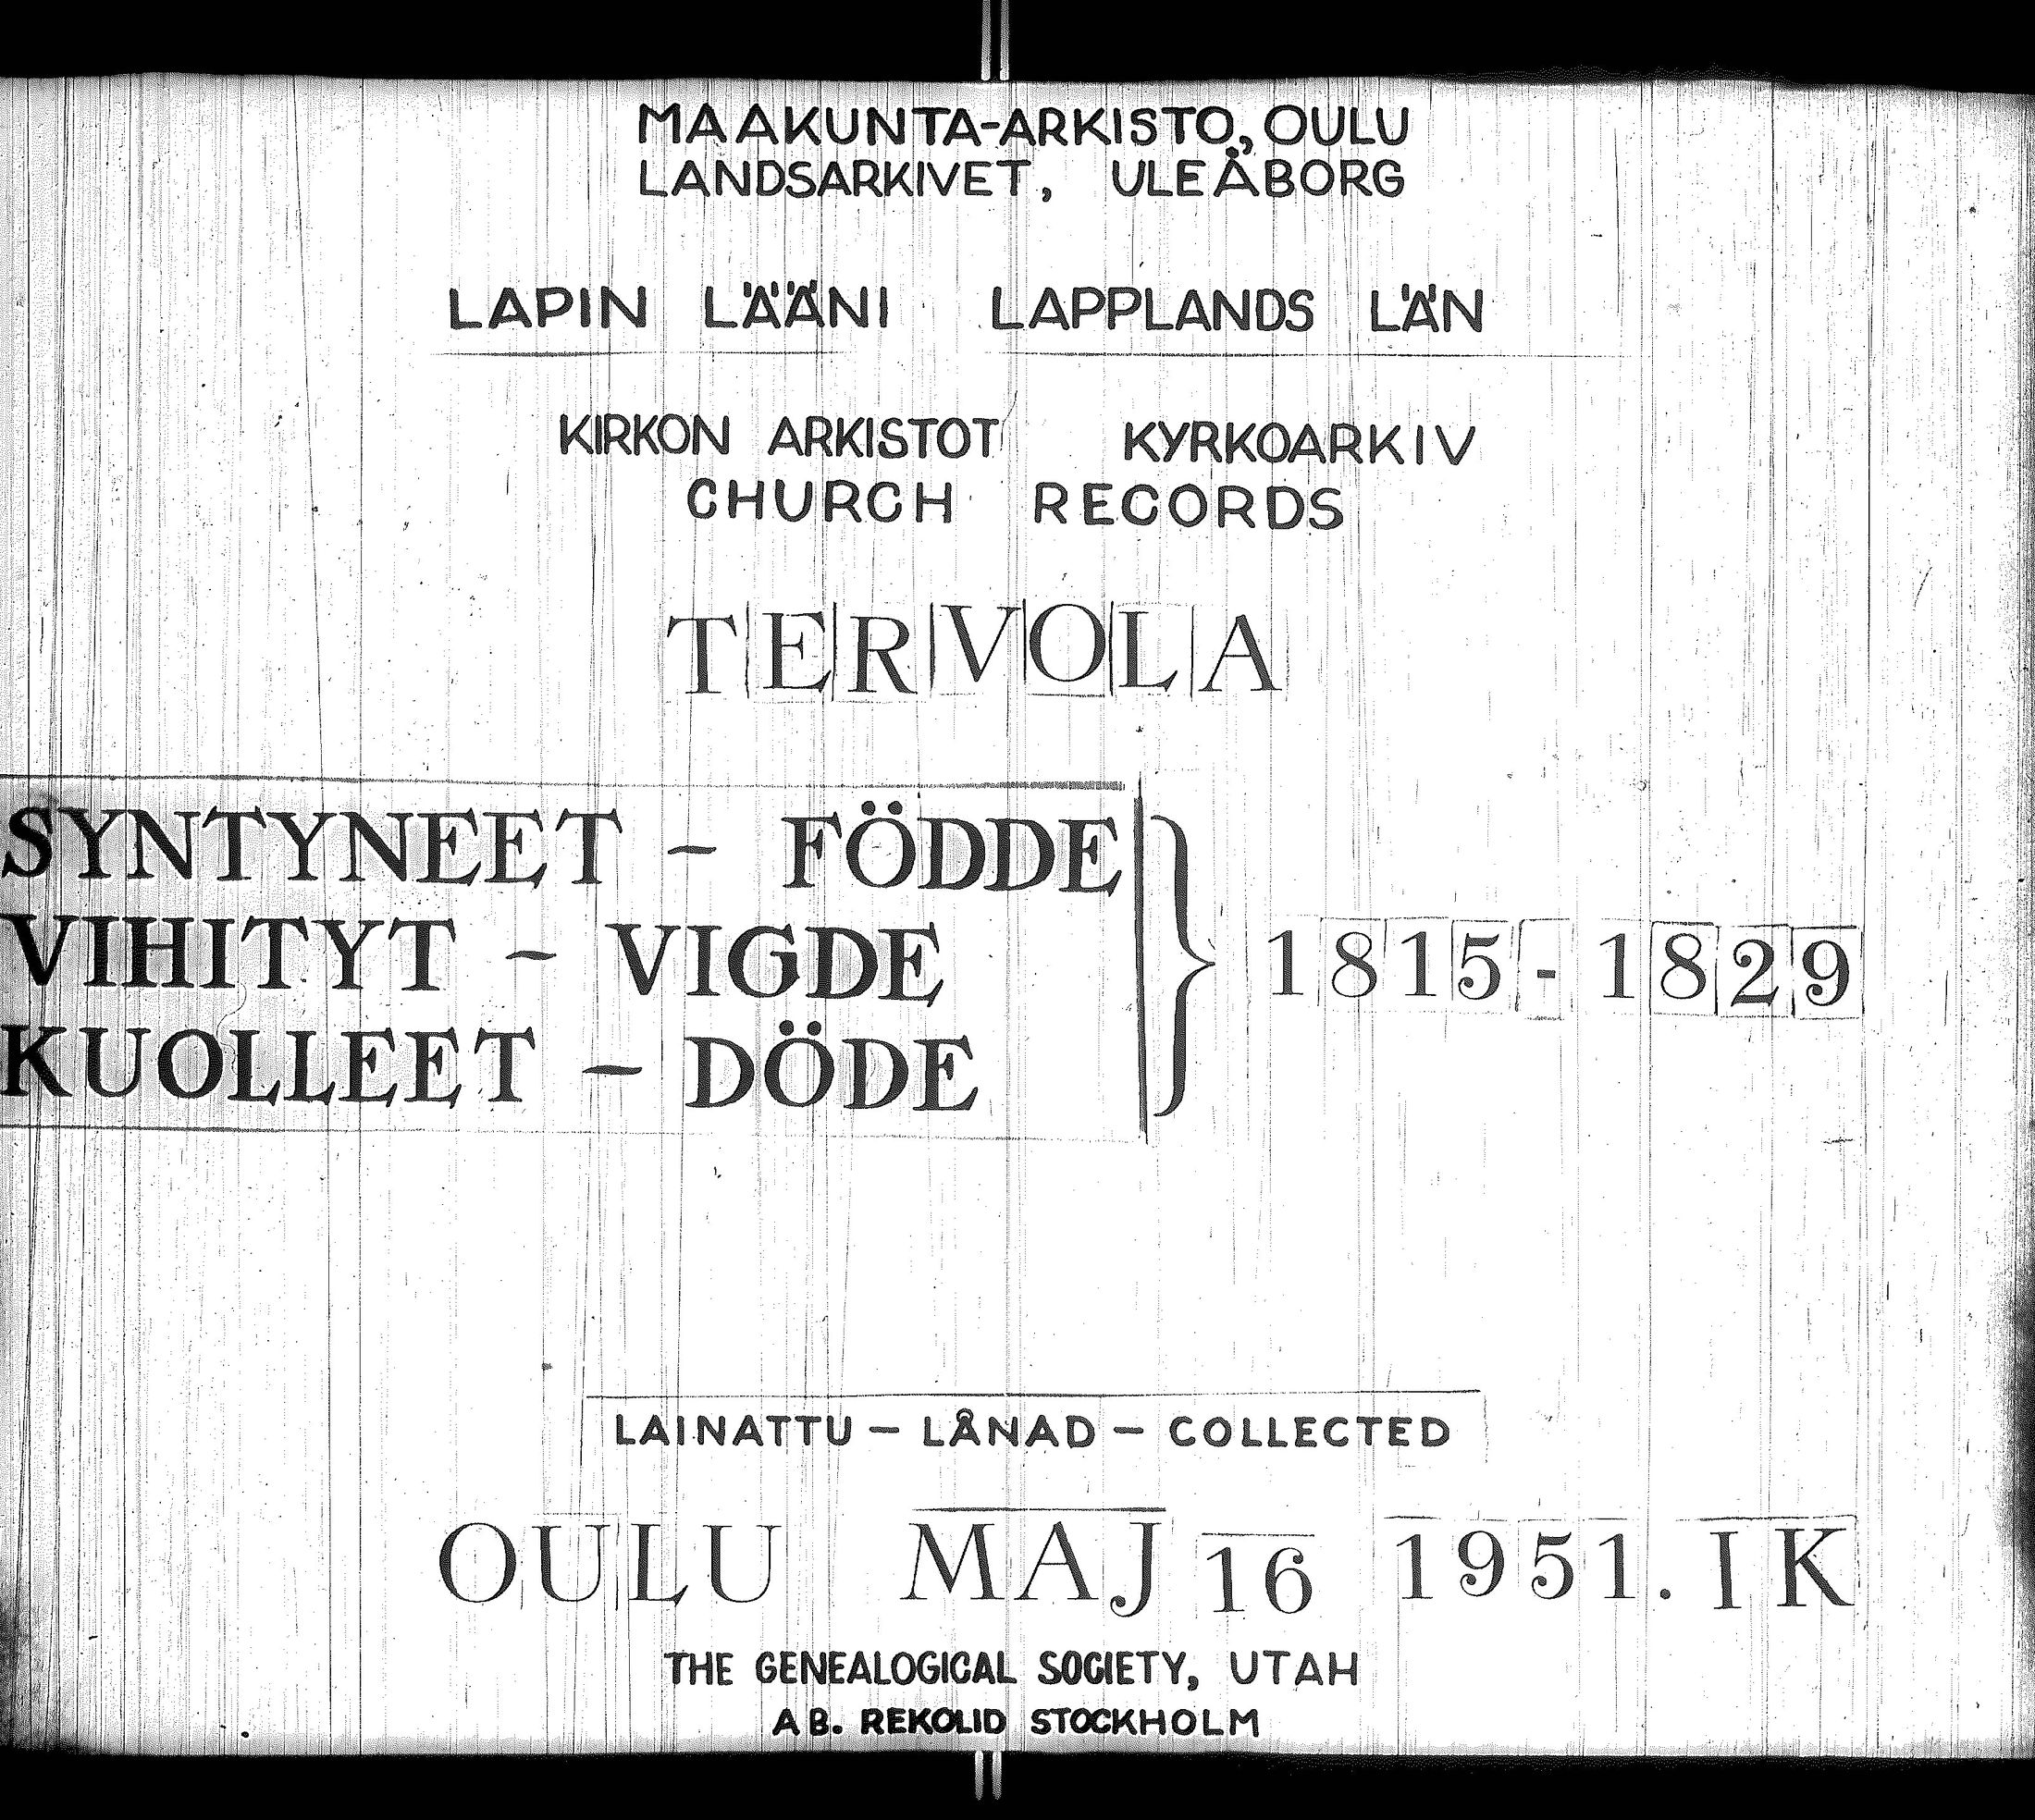 MAAKUNTA-ARKISTO, OULU
LANDSARKIVET, ULEÅBORG
LAPIN LÄÄNI LAPPLANDS LÄN
KIRKON ARKISTOT KYRKOARKIV
CHURCH RECORDS
TERVOLA
SYNTYNEET - FÖDDE
VIHITYT - VIGDE
KUOLLEET - DÖDE
1815-1829
LAINATTU - LÅNAD - COLLECTED
OULU MAJ 16 1951. IK
THE GENEALOGICAL SOCIETY, UTAH
AB. REKOLID STOCKHOLM